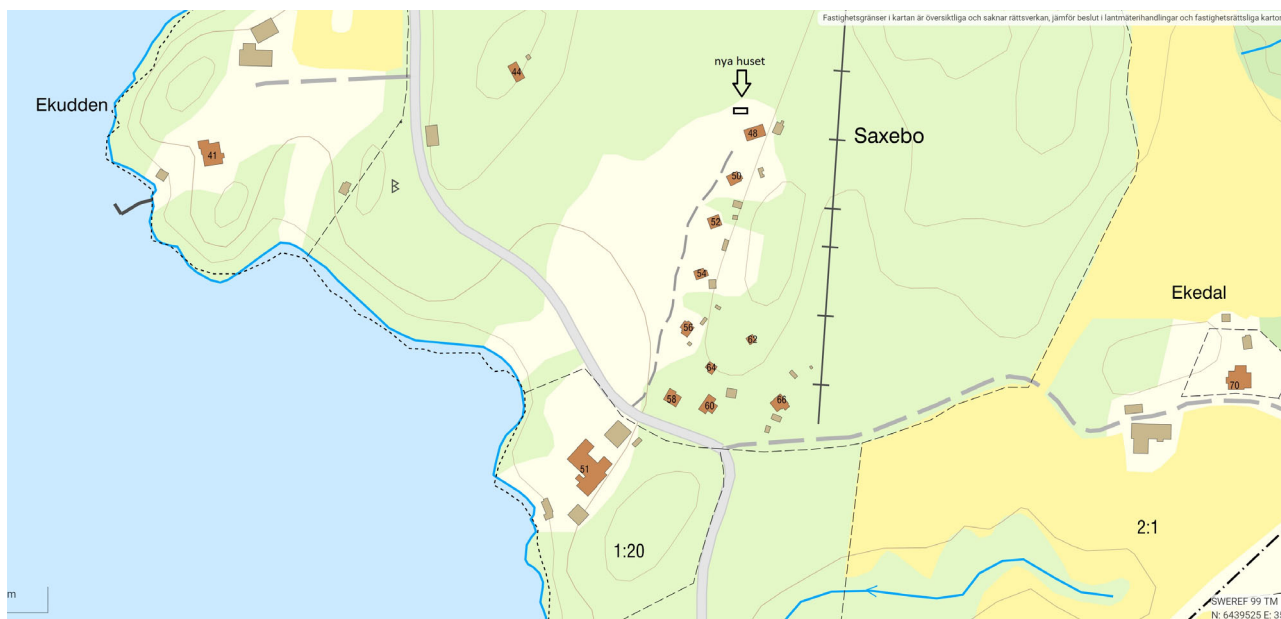 Fastighetsgränser i kartan är översiktliga och saknar rättsverkan, jämför beslut i lantmäterihandlingar och fastighetsrättsliga kartor
nya huset
44
Ekudden
48
Saxebo
41
50
52
54
Ekedal
56
62
64
70
58
60
66
51
2:1
1:20
m
SWEREF 99 TM
N: 6439525 E: 35